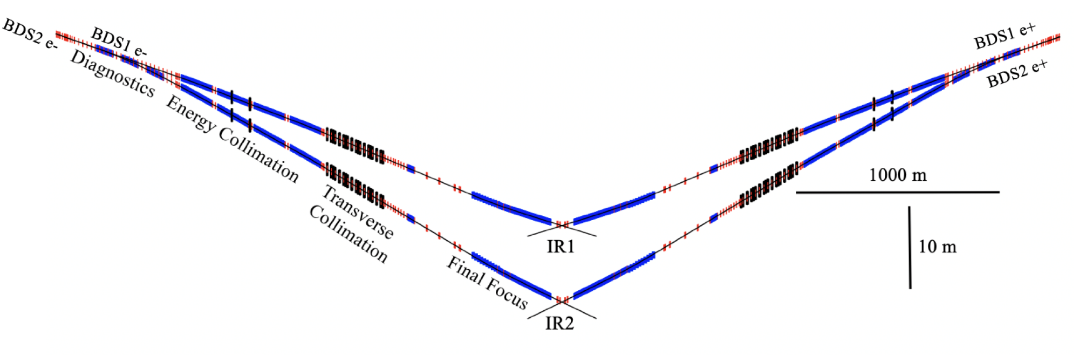 BDS2 e-
BDS1 e-
Diagnostics
Energy Collimation
Transverse
Collimation
Final Focus
IR1
IR2
BDS1 e+
BDS2 e+
1000 m
10 m